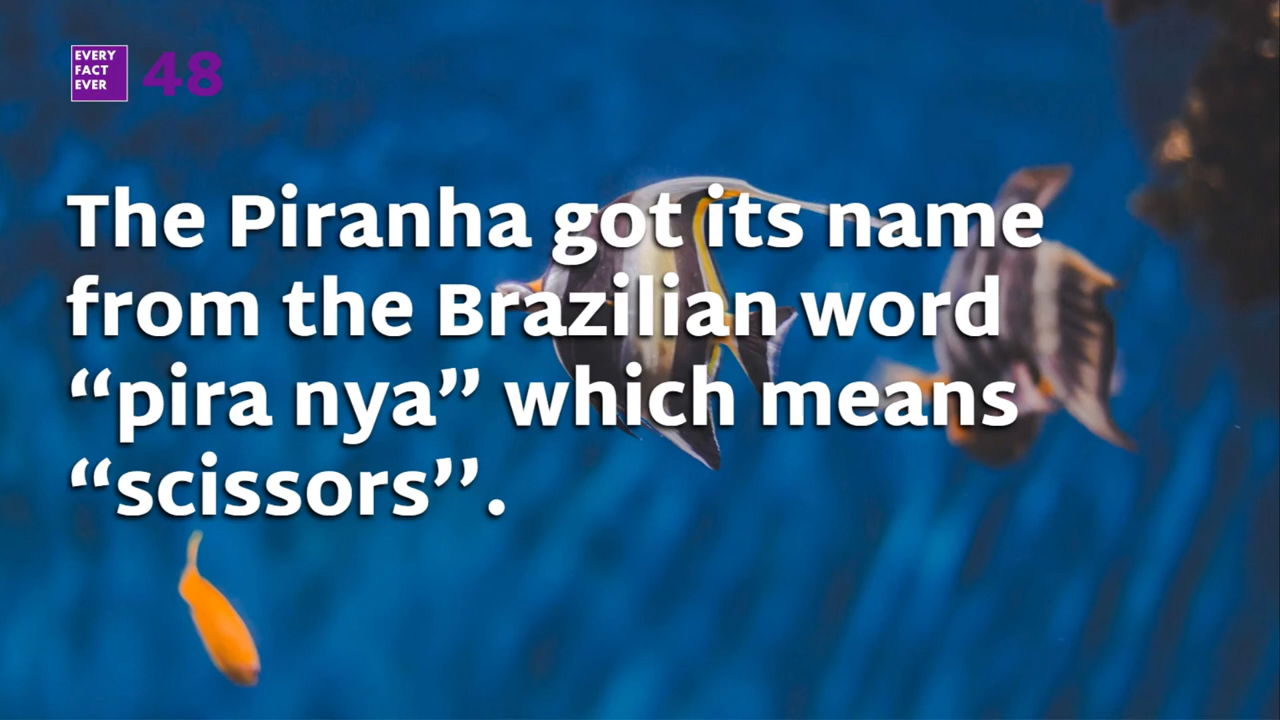 EVERY
FACT
EVER
48
The Piranha got its name
from the Brazilian word
“pira nya” which means
“scissors”.